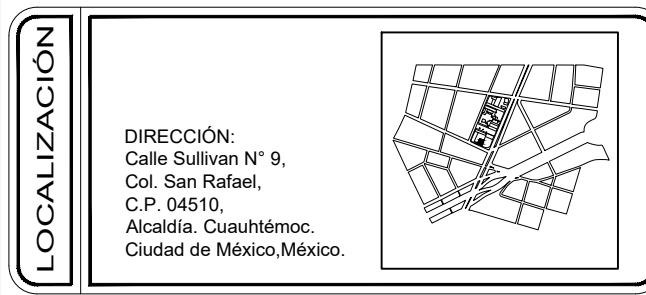 LOCALIZACIÓN
DIRECCIÓN:
Calle Sullivan N° 9,
Col. San Rafael,
C.P. 04510,
Alcaldía. Cuauhtémoc.
Ciudad de México,México.